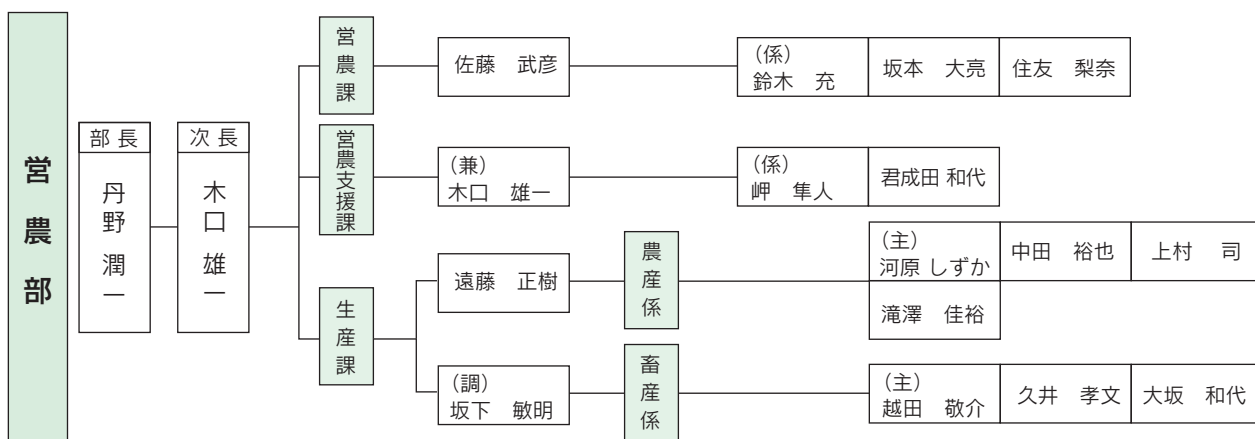 営農部
部長
丹野潤一
次長
木口雄一
営農課
佐藤　武彦
(係)
鈴木　充
坂本　大亮
住友　梨奈
営農支援課
(兼)
木口　雄一
(係)
岬　隼人
君成田 和代
生産課
遠藤　正樹
農産係
(主)
河原 しずか
中田　裕也
上村　司
滝澤　佳裕
(調)
坂下　敏明
畜産係
(主)
越田　敬介
久井　孝文
大坂　和代